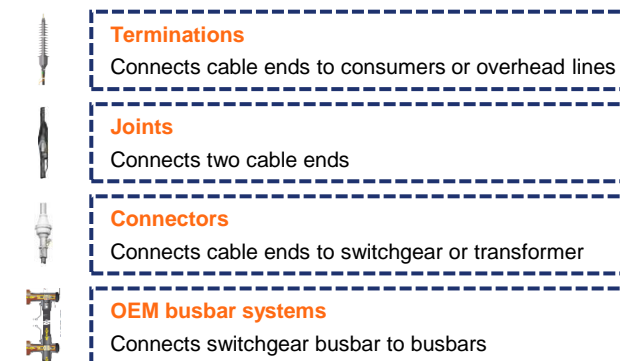 Terminations
Connects cable ends to consumers or overhead lines
Joints
Connects two cable ends
Connectors
Connects cable ends to switchgear or transformer
OEM busbar systems
Connects switchgear busbar to busbars